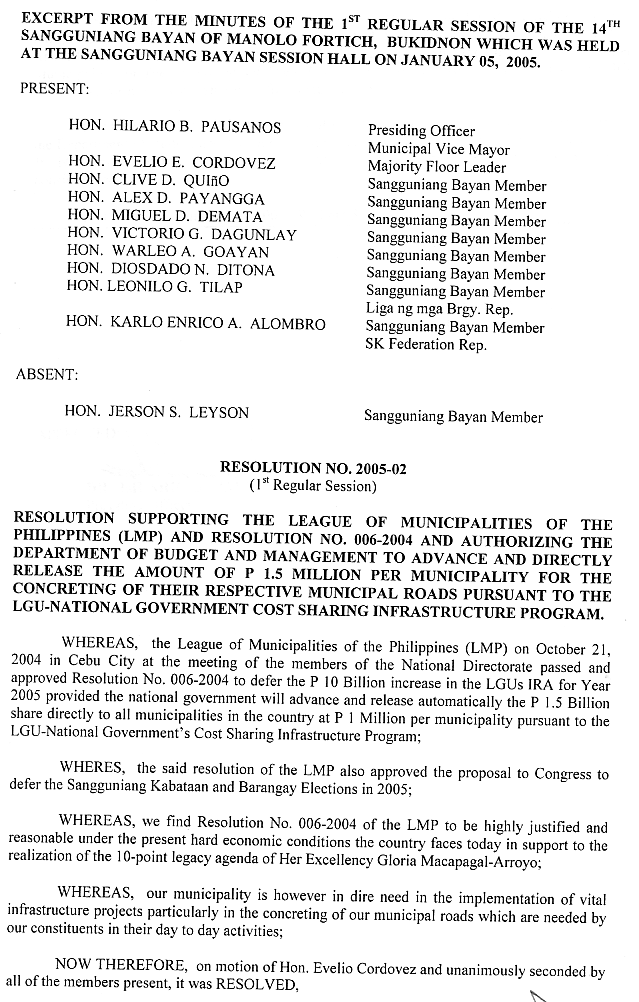 EXCERPT FROM THE MINUTES OF THE 1ST REGULAR SESSION OF THE 14TH
SANGGUNIANG BAYAN OF MANOLO FORTICH, BUKIDNON WHICH WAS HELD
AT THE SANGGUNIANG BAYAN SESSION HALL ON JANUARY 05, 2005.
PRESENT:
HON. HILARIO B. PAUSANOS Presiding Officer
Municipal Vice Mayor
HON. EVELIO E. CORDOVEZ Majority Floor Leader
HON. CLIVE D. QUIñO Sangguniang Bayan Member
HON. ALEX D. PAYANGGA Sangguniang Bayan Member
HON. MIGUEL D. DEMATA Sangguniang Bayan Member
HON. VICTORIO G. DAGUNLAY Sangguniang Bayan Member
HON. WARLEO A. GOAYAN Sangguniang Bayan Member
HON. DIOSDADO N. DITONA Sangguniang Bayan Member
HON. LEONILO G. TILAP Sangguniang Bayan Member
Liga ng mga Brgy. Rep.
HON. KARLO ENRICO A. ALOMBRO Sangguniang Bayan Member
SK Federation Rep.
ABSENT:
HON. JERSON S. LEYSON Sangguniang Bayan Member
RESOLUTION NO. 2005-02
(1st Regular Session)
RESOLUTION SUPPORTING THE LEAGUE OF MUNICIPALITIES OF THE
PHILIPPINES (LMP) AND RESOLUTION NO. 006-2004 AND AUTHORIZING THE
DEPARTMENT OF BUDGET AND MANAGEMENT TO ADVANCE AND DIRECTLY
RELEASE THE AMOUNT OF P 1.5 MILLION PER MUNICIPALITY FOR THE
CONCRETING OF THEIR RESPECTIVE MUNICIPAL ROADS PURSUANT TO THE
LGU-NATIONAL GOVERNMENT COST SHARING INFRASTRUCTURE PROGRAM.
WHEREAS, the League of Municipalities of the Philippines (LMP) on October 21,
2004 in Cebu City at the meeting of the members of the National Directorate passed and
approved Resolution No. 006-2004 to defer the P 10 Billion increase in the LGUs IRA for Year
2005 provided the national government will advance and release automatically the P 1.5 Billion
share directly to all municipalities in the country at P 1 Million per municipality pursuant to the
LGU-National Government's Cost Sharing Infrastructure Program;
WHERES, the said resolution of the LMP also approved the proposal to Congress to
defer the Sangguniang Kabataan and Barangay Elections in 2005;
WHEREAS, we find Resolution No. 006-2004 of the LMP to be highly justified and
reasonable under the present hard economic conditions the country faces today in support to the
realization of the 10-point legacy agenda of Her Excellency Gloria Macapagal-Arroyo;
WHEREAS, our municipality is however in dire need in the implementation of vital
infrastructure projects particularly in the concreting of our municipal roads which are needed by
our constituents in their day to day activities;
NOW THEREFORE, on motion of Hon. Evelio Cordovez and unanimously seconded by
all of the members present, it was RESOLVED,